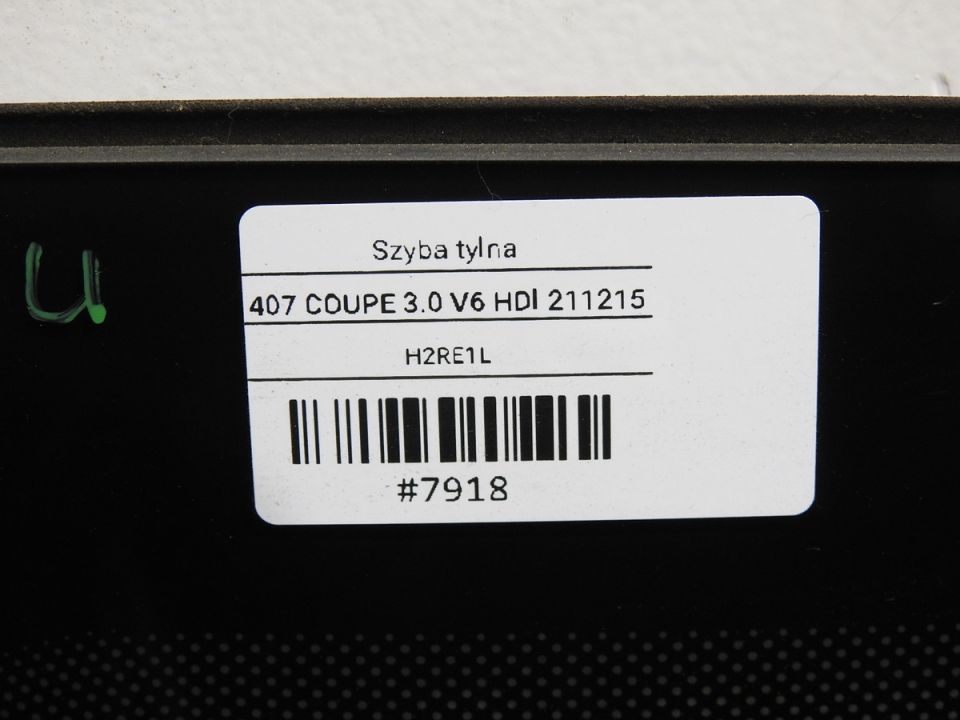 Szyba tylna
407 COUPE 3.0 V6 HDI 211215
H2RE1L
#7918
u